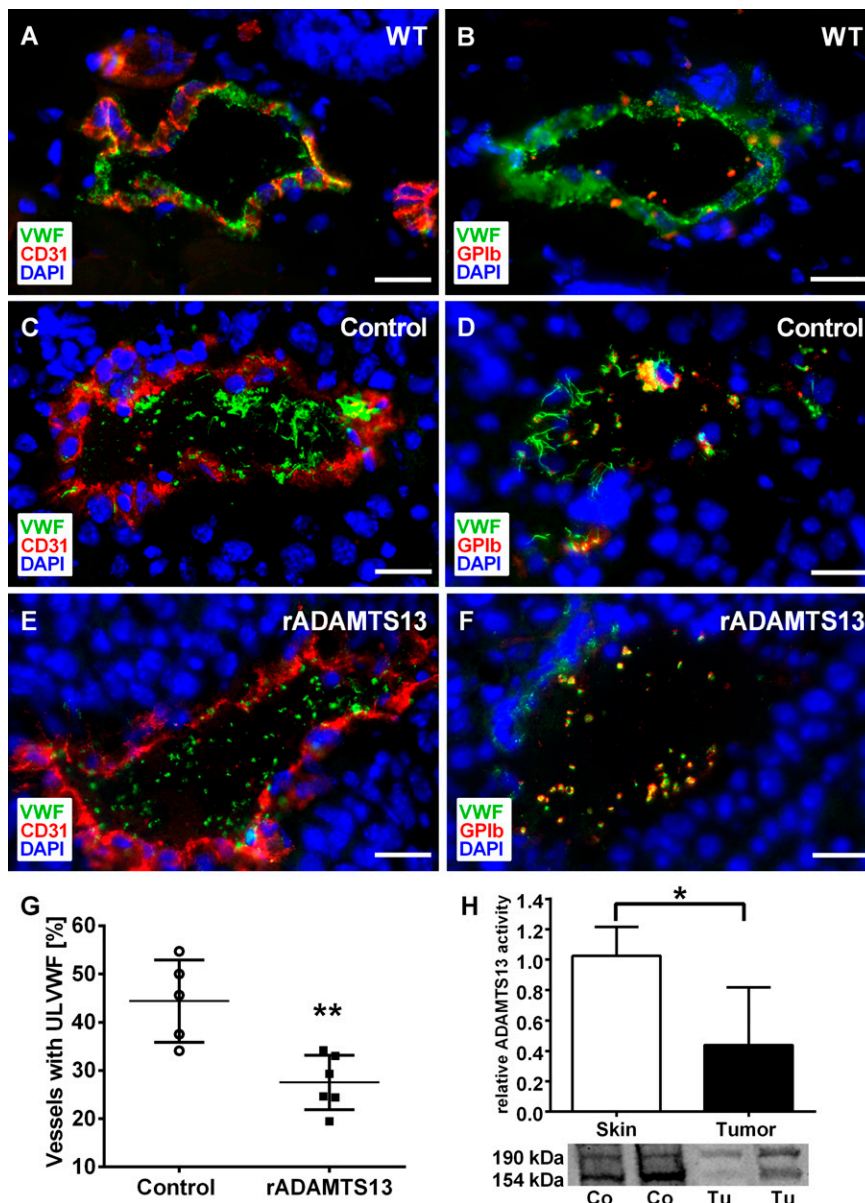 A WT
VWF
CD31
DAPI
B WT
VWF
GPIb
DAPI
C Control
VWF
CD31
DAPI
D Control
VWF
GPIb
DAPI
E rADAMTS13
VWF
CD31
DAPI
F rADAMTS13
VWF
GPIb
DAPI
G
Vessels with ULVWF [%]
60
50
40
30
20
10
**
Control rADAMTS13
H
relative ADAMTS13 activity
1.4
1.2
1.0
0.8
0.6
0.4
0.2
0.0
*
Skin Tumor
190 kDa
154 kDa
Co Co Tu Tu